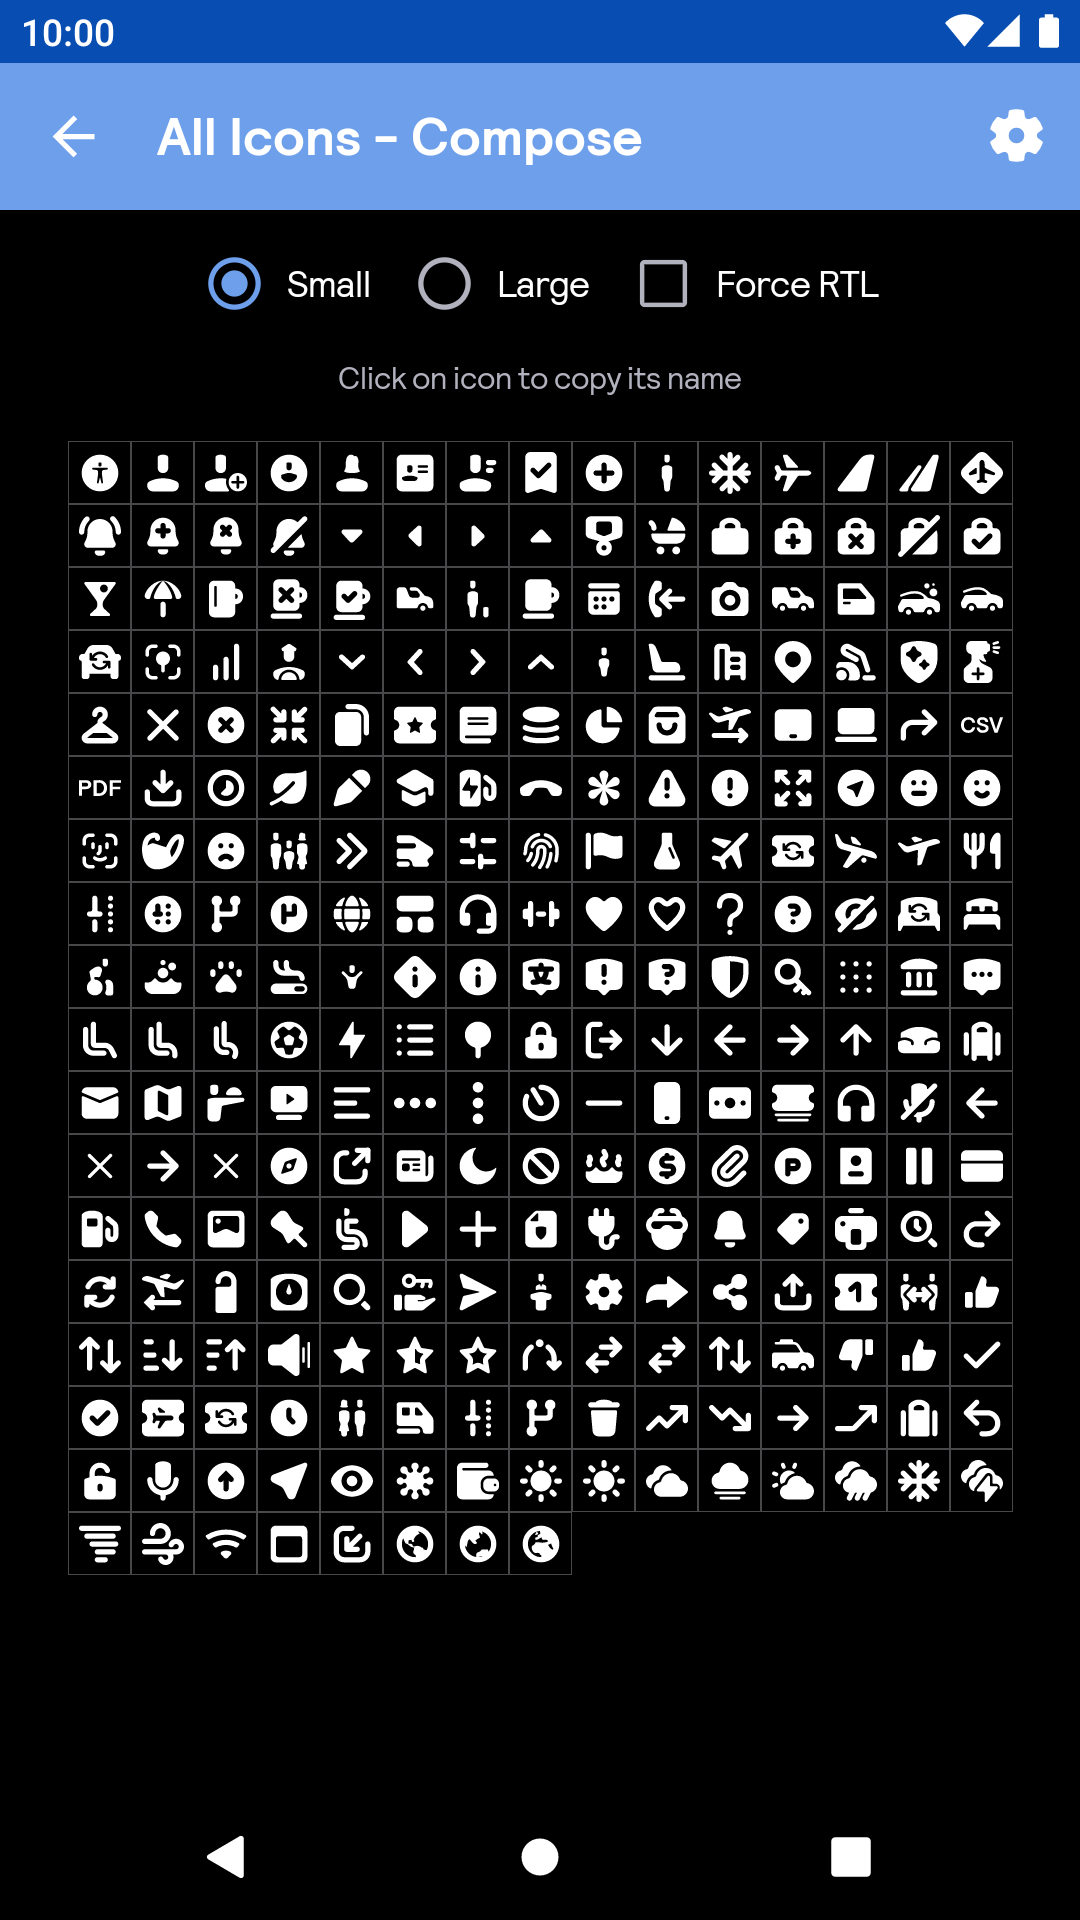 10:00
All Icons - Compose
Small Large Force RTL
Click on icon to copy its name
CSV
PDF